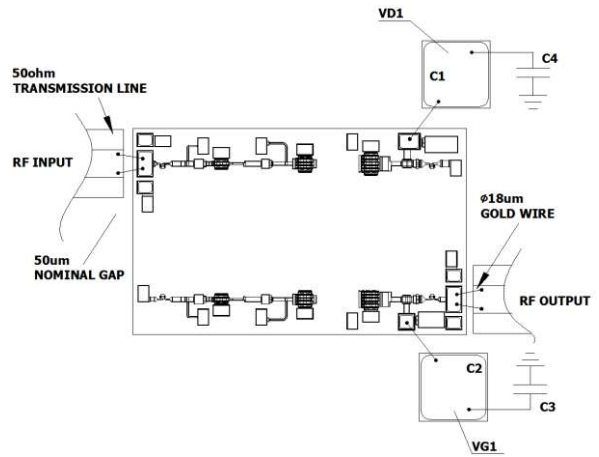 VD1
C1
C4
50ohm
TRANSMISSION LINE
RF INPUT
ϕ18um
GOLD WIRE
50um
NOMINAL GAP
RF OUTPUT
C2
C3
VG1